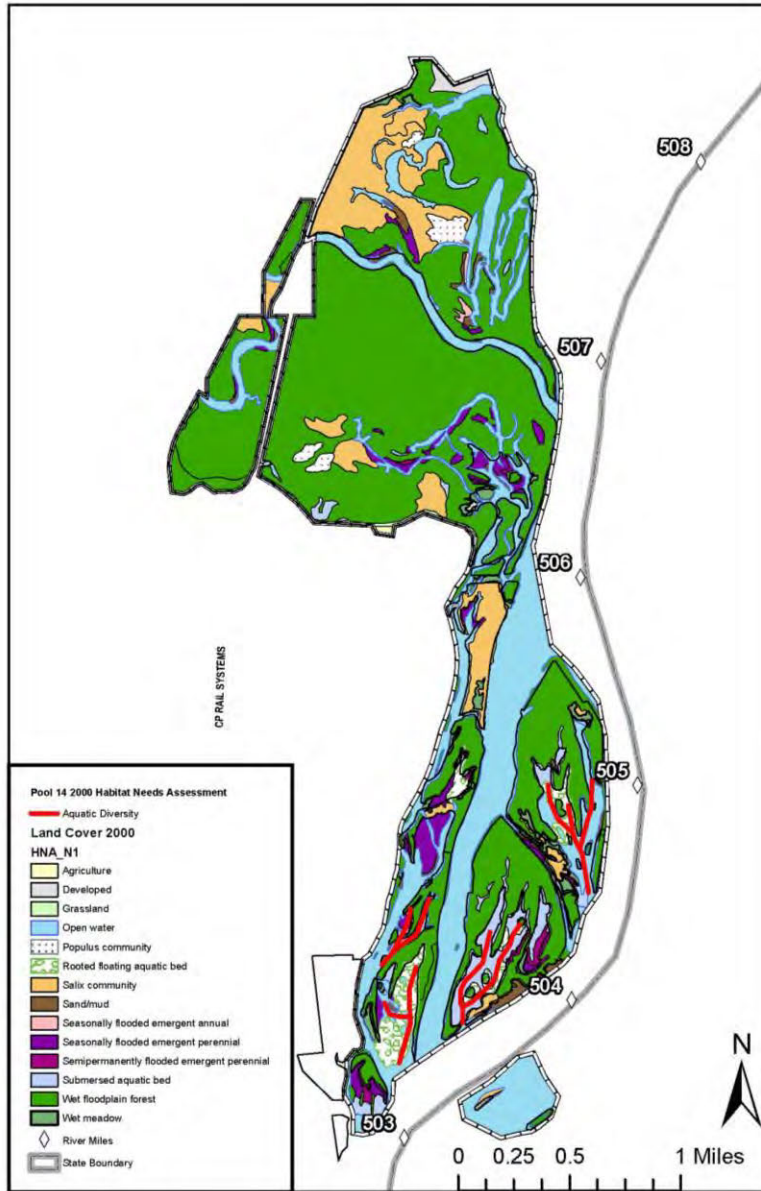 508
507
506
505
504
503
CP RAIL SYSTEMS
Pool 14 2000 Habitat Needs Assessment
Aquatic Diversity
Land Cover 2000
HNA_N1
Agriculture
Developed
Grassland
Open water
Populus community
Rooted floating aquatic bed
Salix community
Sand/mud
Seasonally flooded emergent annual
Seasonally flooded emergent perennial
Semipermanently flooded emergent perennial
Submersed aquatic bed
Wet floodplain forest
Wet meadow
River Miles
State Boundary
N
0 0.25 0.5 1 Miles